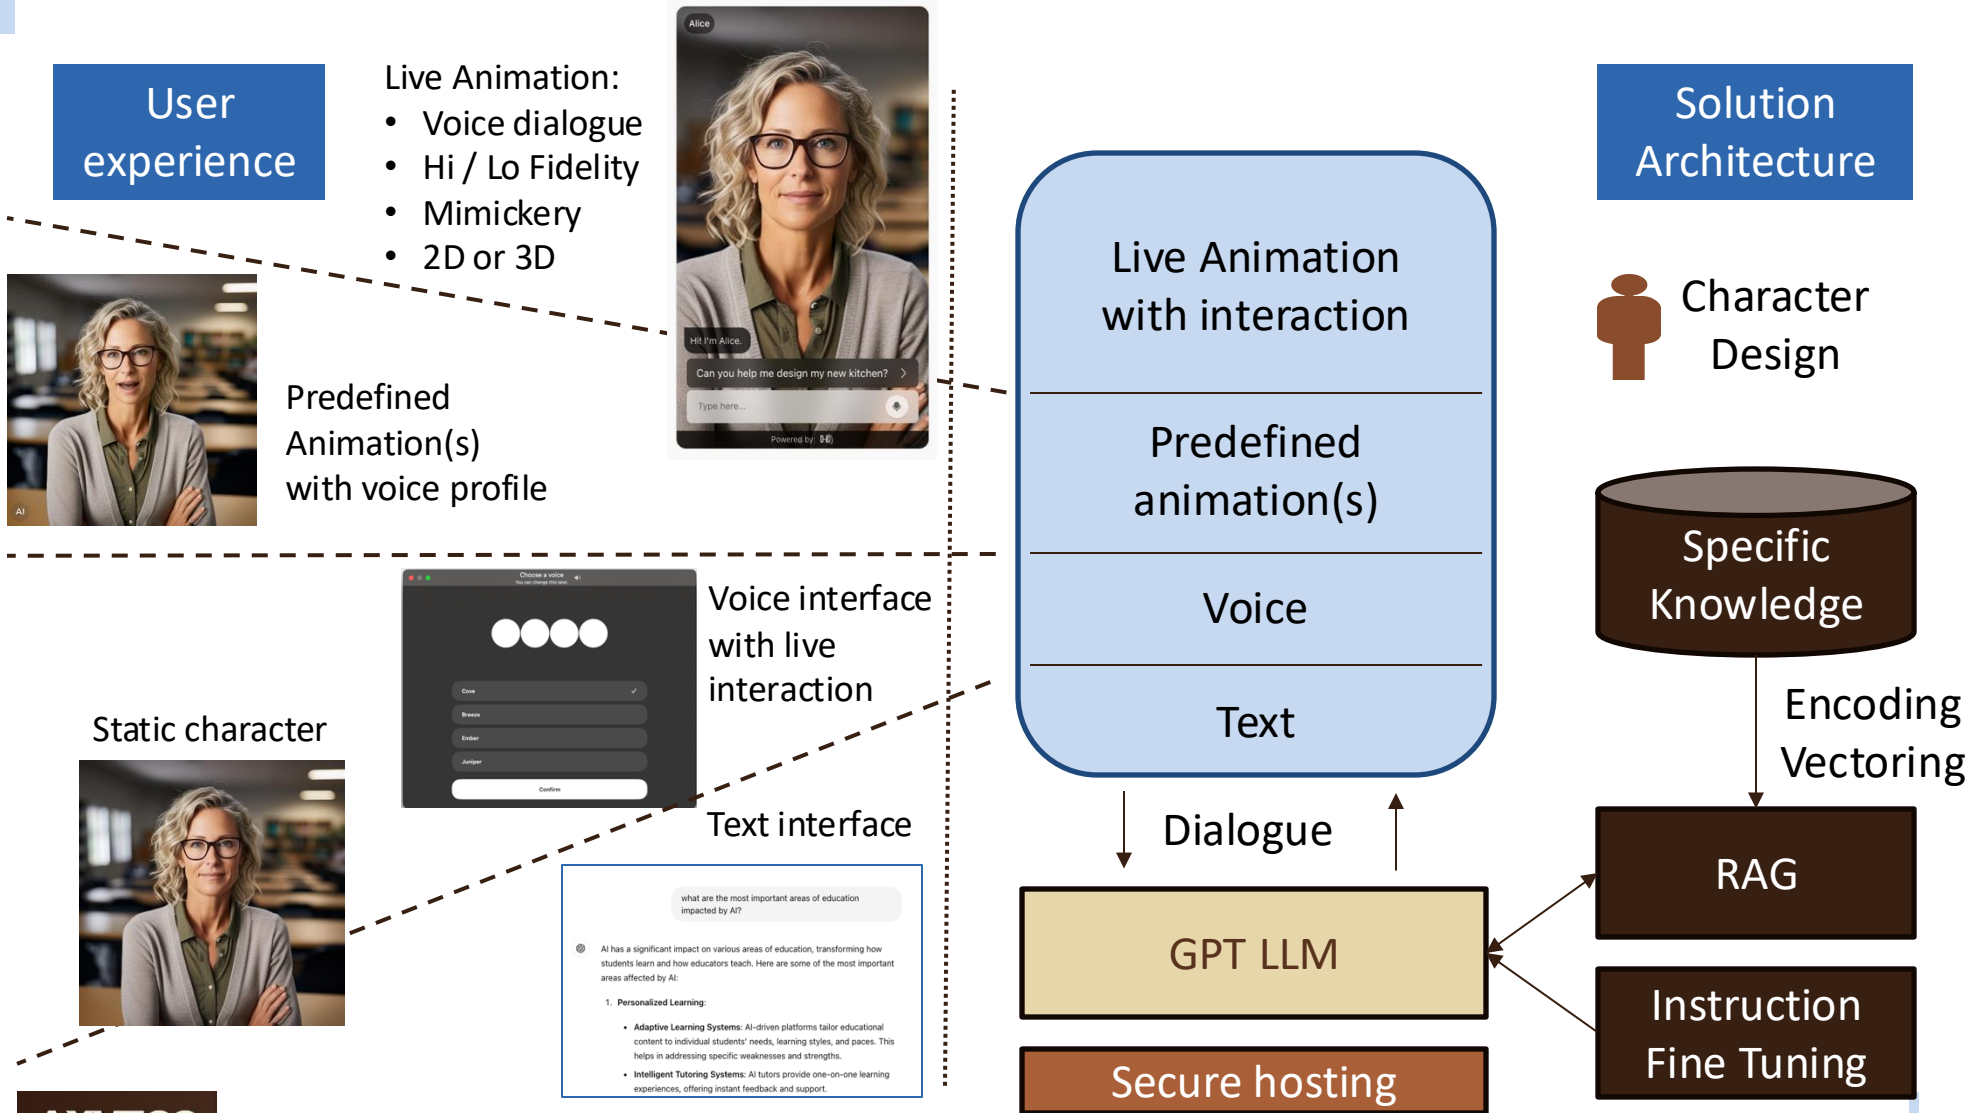 User
experience
Live Animation:
• Voice dialogue
• Hi / Lo Fidelity
• Mimickery
• 2D or 3D
Alice
Hi! I'm Alice.
Can you help me design my new kitchen?
Type here...
Powered by:
AI
Predefined
Animation(s)
with voice profile
Choose a voice
You can change this later.
Cove
Breeze
Ember
Juniper
Confirm
Voice interface
with live
interaction
Static character
Text interface
what are the most important areas of education
impacted by AI?
AI has a significant impact on various areas of education, transforming how
students learn and how educators teach. Here are some of the most important
areas affected by AI:
1. Personalized Learning:
• Adaptive Learning Systems: AI-driven platforms tailor educational
content to individual students' needs, learning styles, and paces. This
helps in addressing specific weaknesses and strengths.
• Intelligent Tutoring Systems: AI tutors provide one-on-one learning
experiences, offering instant feedback and support.
Live Animation
with interaction
Predefined
animation(s)
Voice
Text
Dialogue
GPT LLM
Secure hosting
Solution
Architecture
Character
Design
Specific
Knowledge
Encoding
Vectoring
RAG
Instruction
Fine Tuning